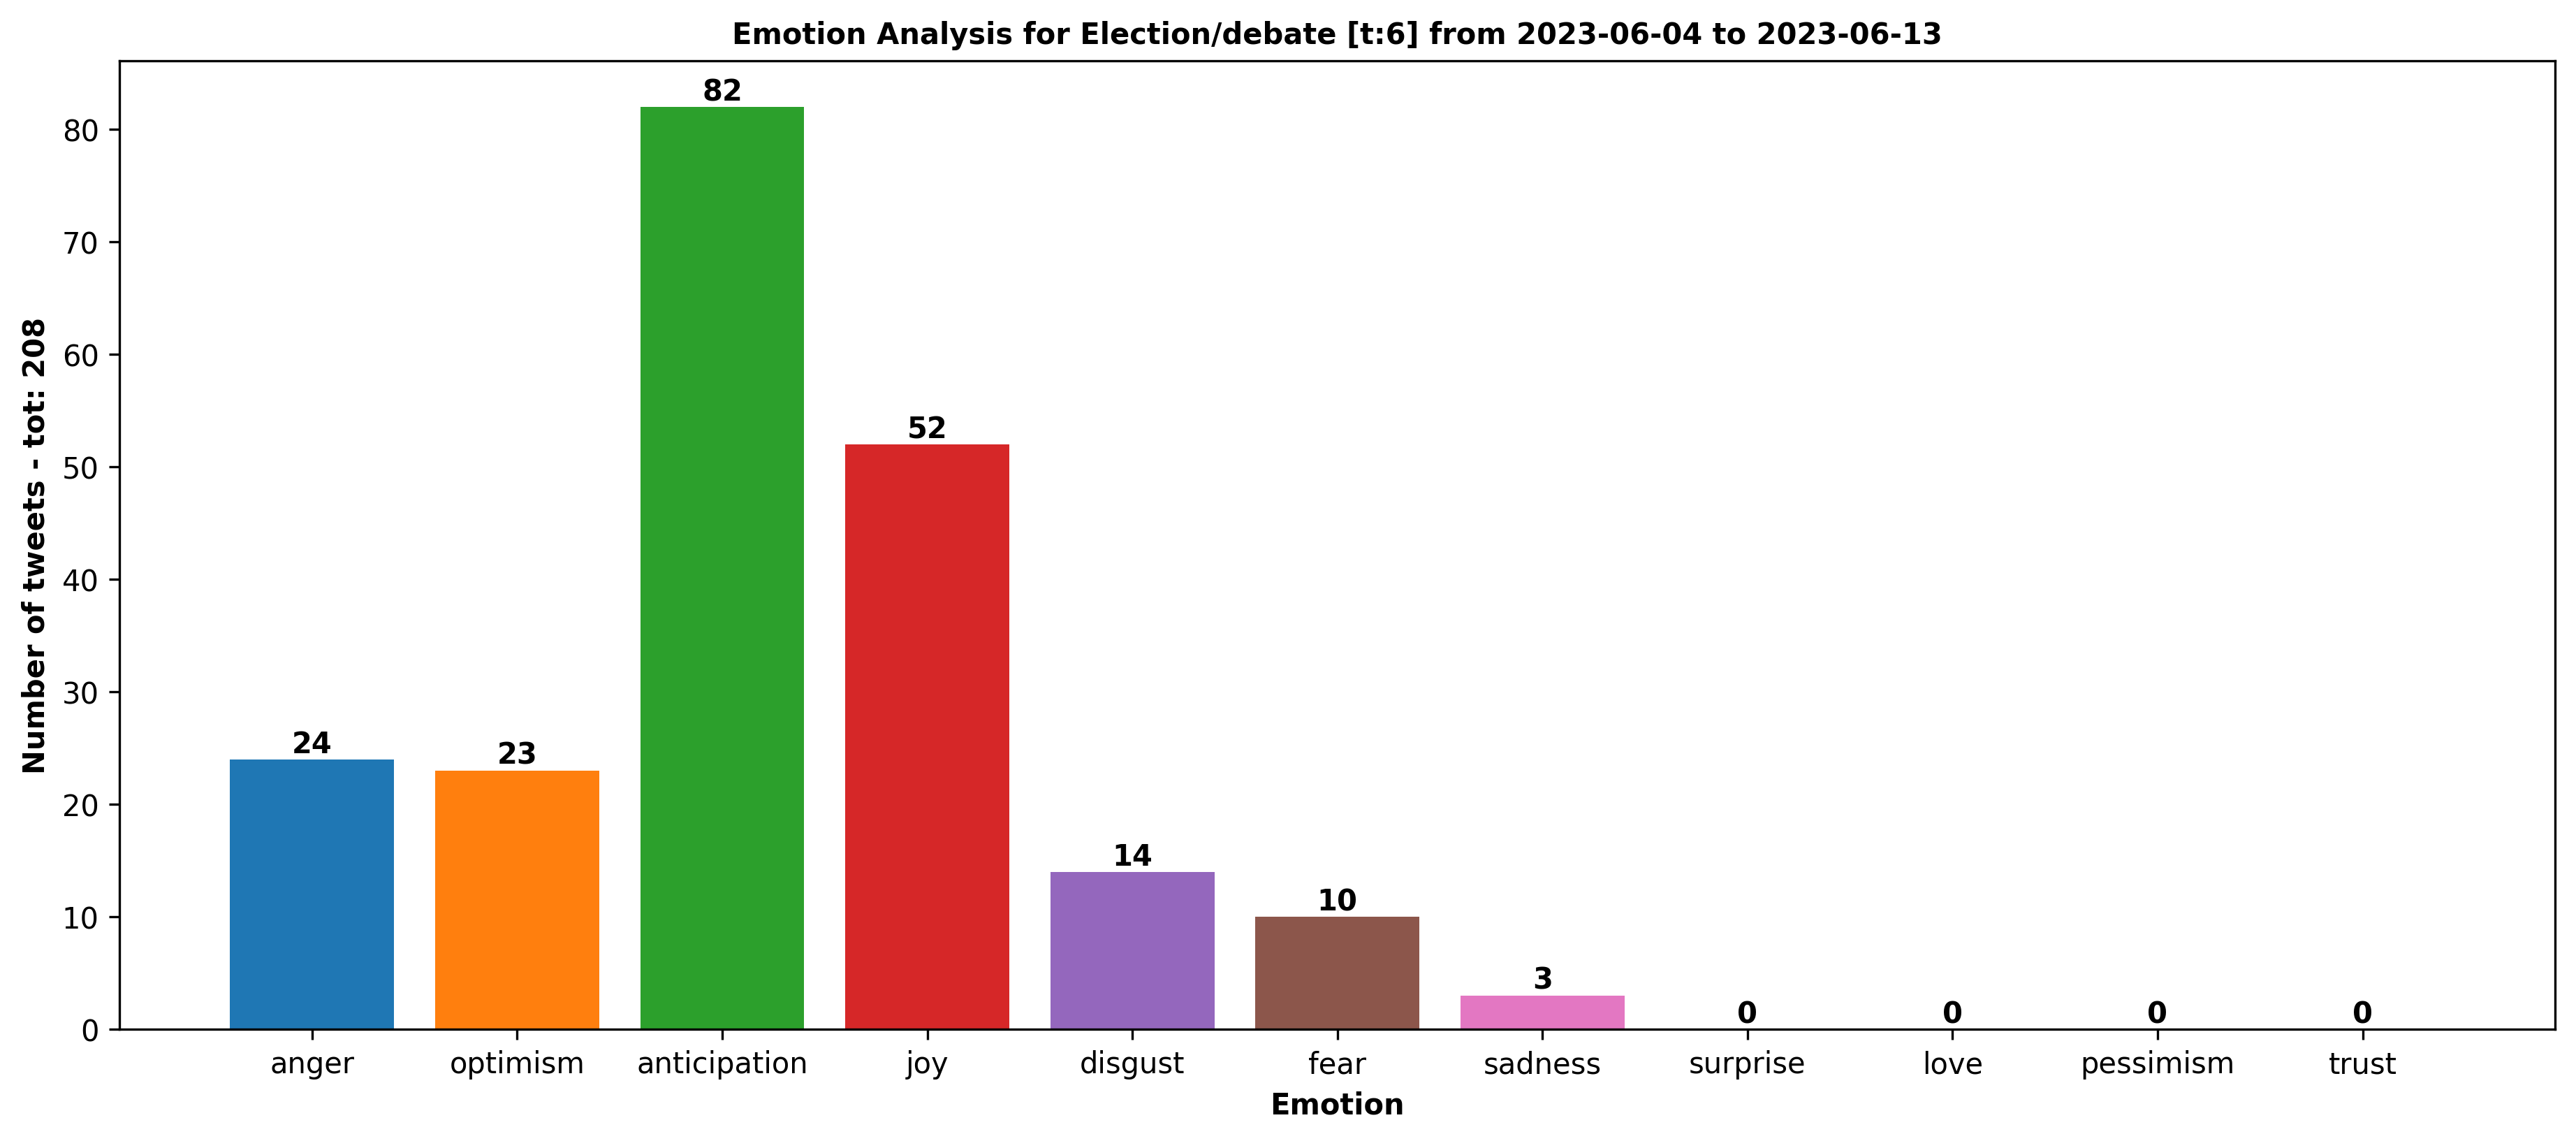 Emotion Analysis for Election/debate [t:6] from 2023-06-04 to 2023-06-13
Number of tweets - tot: 208
80
70
60
50
40
30
20
10
0
24
23
82
52
14
10
3
0
0
0
0
anger
optimism
anticipation
joy
disgust
fear
sadness
surprise
love
pessimism
trust
Emotion